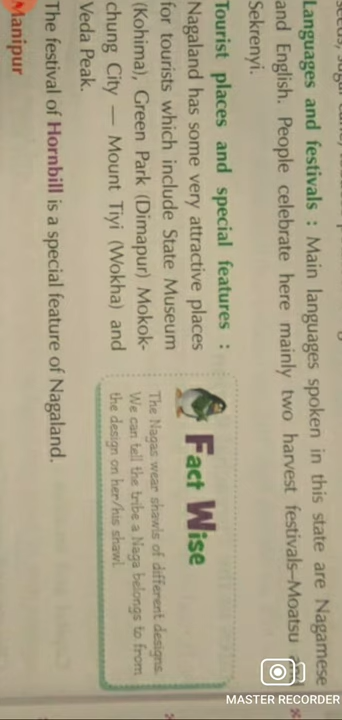 Languages and festivals : Main languages spoken in this state are Nagamese
and English. People celebrate here mainly two harvest festivals–Moatsu and
Sekrenyi.
Tourist places and special features :
Nagaland has some very attractive places
for tourists which include State Museum
(Kohima), Green Park (Dimapur) Mokok-
chung City — Mount Tiyi (Wokha) and
Veda Peak.
The festival of Hornbill is a special feature of Nagaland.
Fact Wise
The Nagas wear shawls of different designs.
We can tell the tribe a Naga belongs to from
the design on her/his shawl.
Manipur
MASTER RECORDER